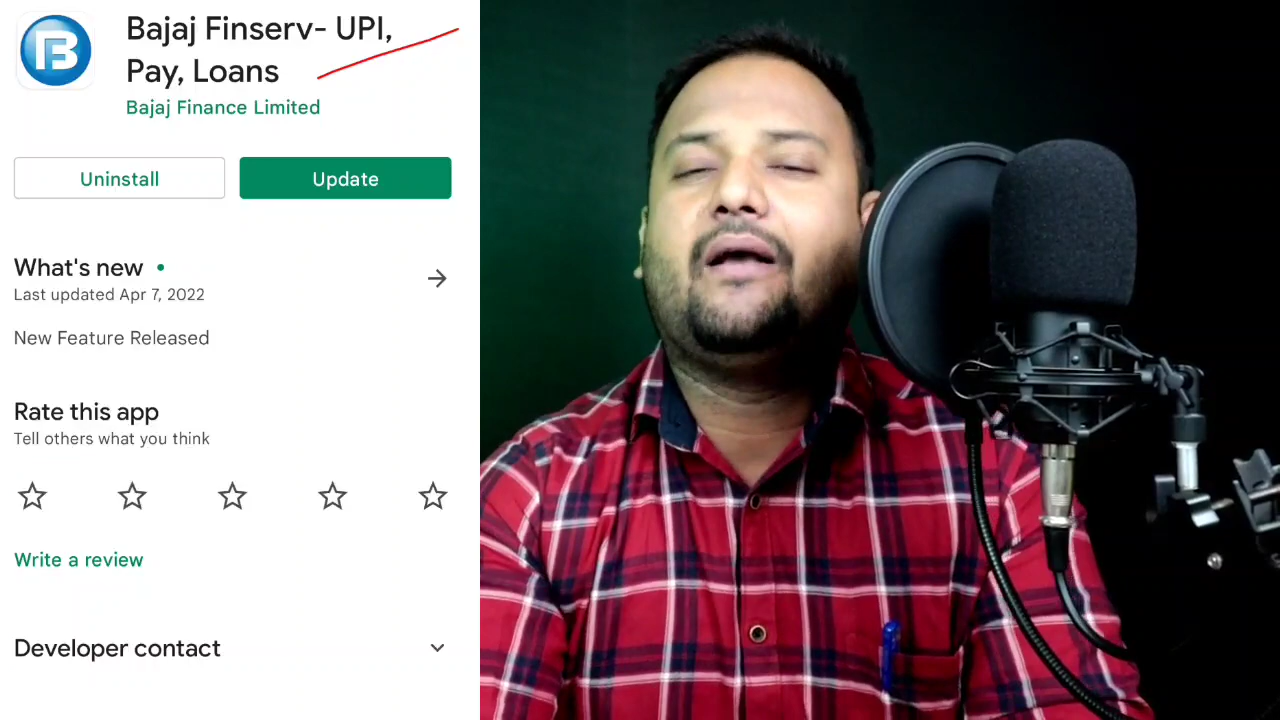 Bajaj Finserv- UPI,
Pay, Loans
Bajaj Finance Limited
Uninstall
Update
What's new
Last updated Apr 7, 2022
New Feature Released
Rate this app
Tell others what you think
Write a review
Developer contact